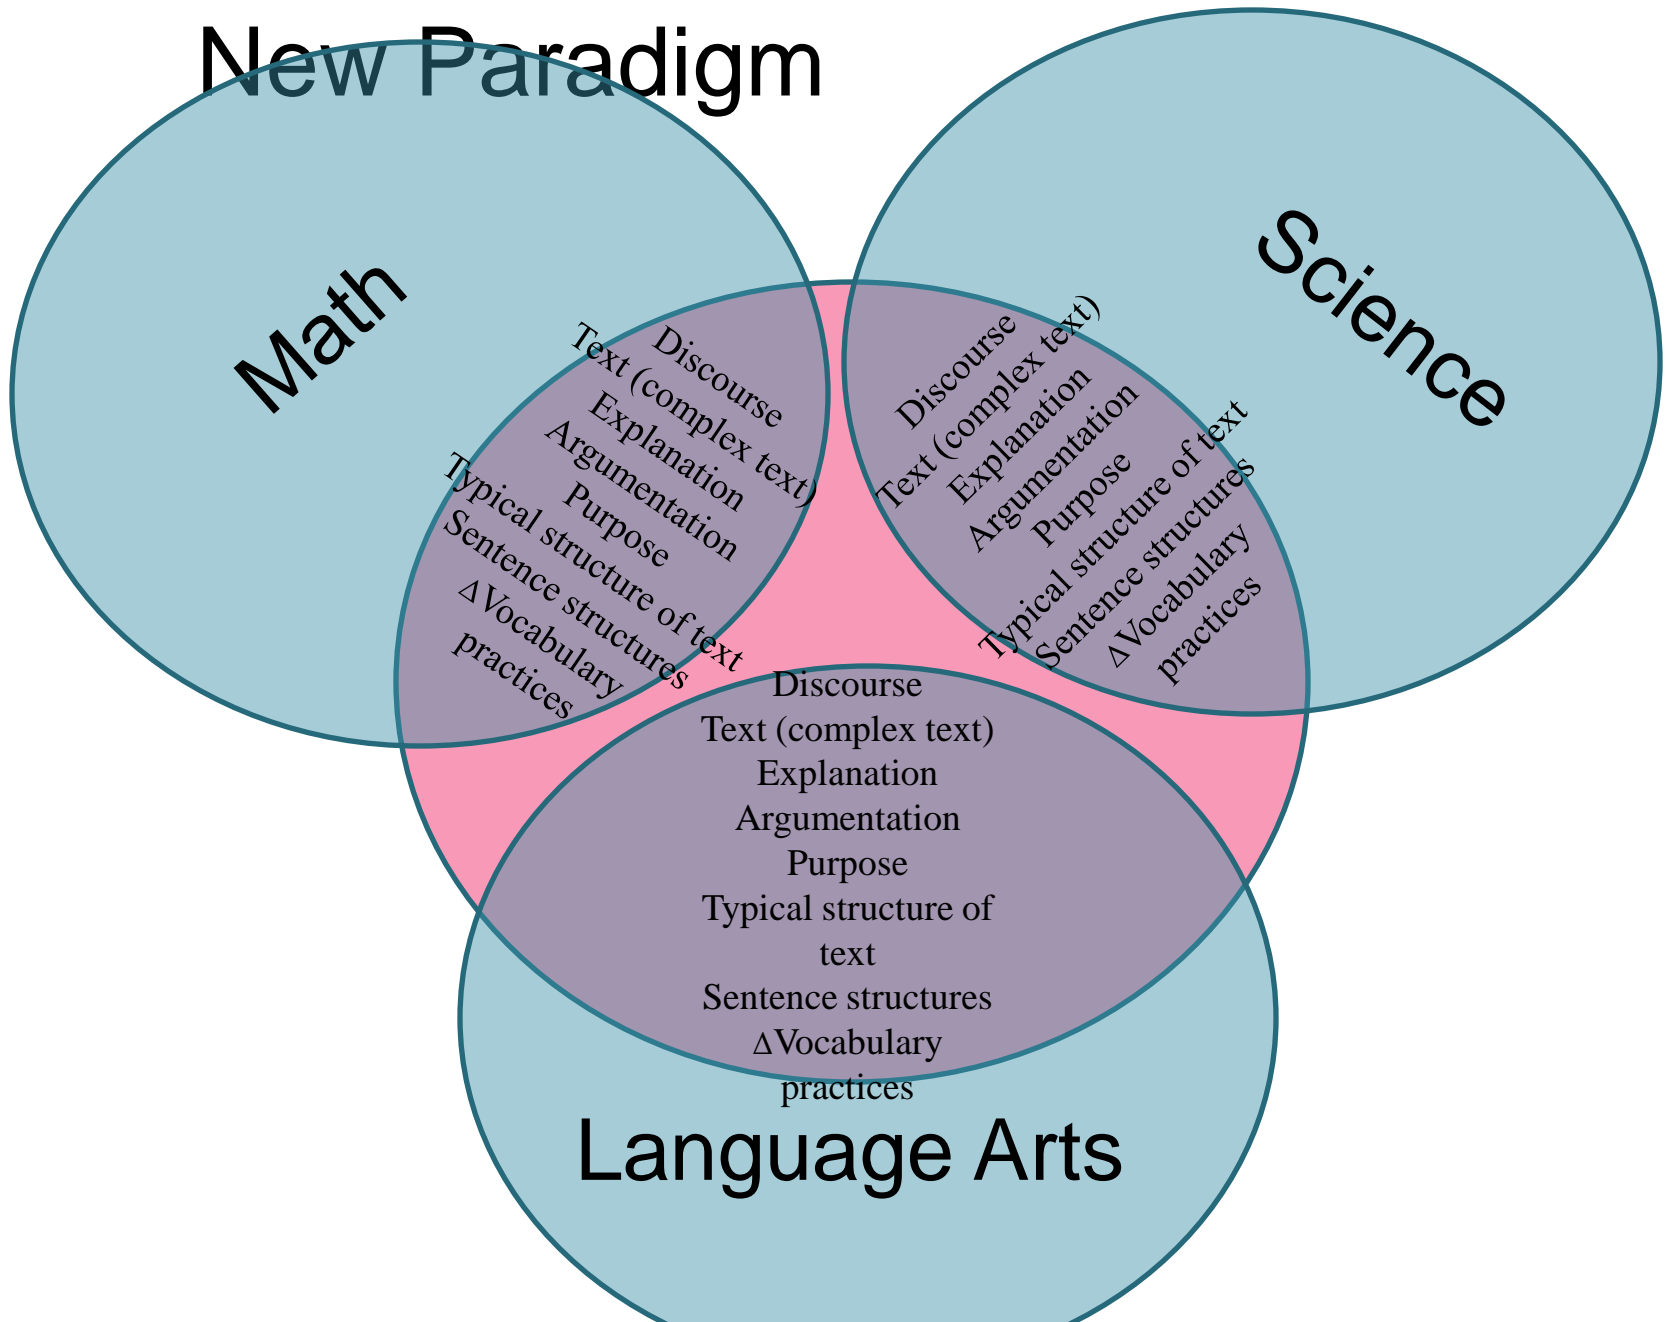 New Paradigm
Math
Science
Discourse
Text (complex text)
Explanation
Argumentation
Purpose
Typical structure of text
Sentence structures
ΔVocabulary
practices
Discourse
Text (complex text)
Explanation
Argumentation
Purpose
Typical structure of text
Sentence structures
ΔVocabulary
practices
Discourse
Text (complex text)
Explanation
Argumentation
Purpose
Typical structure of
text
Sentence structures
ΔVocabulary
practices
Language Arts